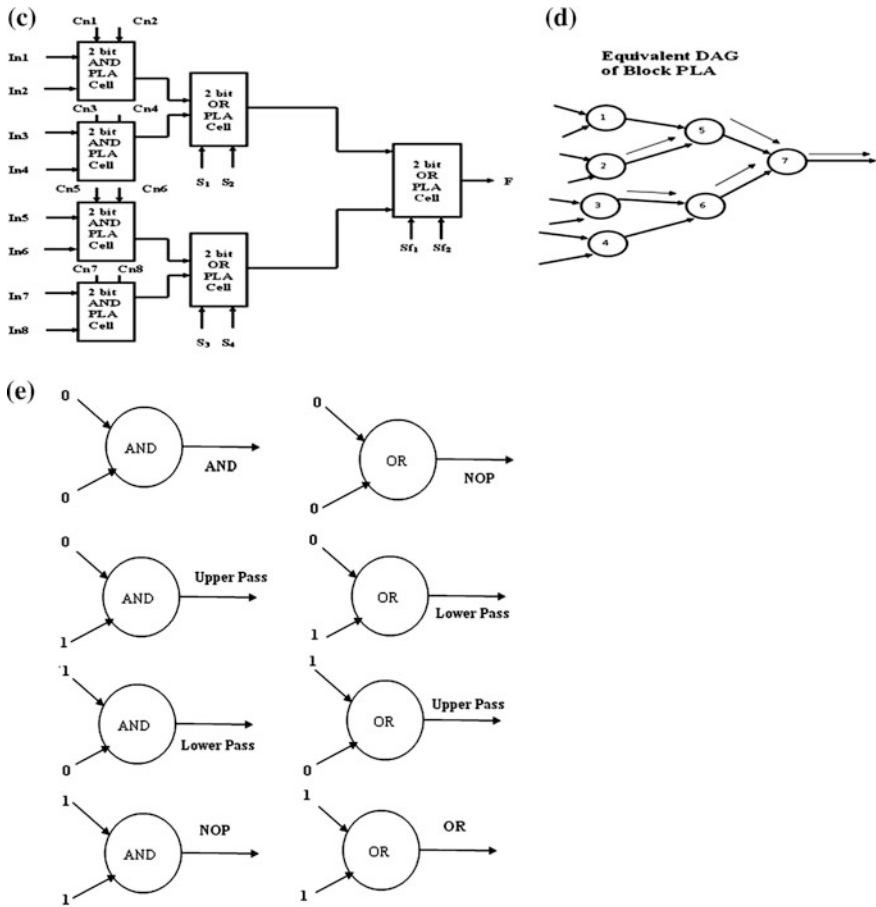 (c)
Cn1 Cn2
In1
In2
2 bit
AND
PLA
Cell
Cn3 Cn4
In3
In4
2 bit
AND
PLA
Cell
Cn5 Cn6
In5
In6
2 bit
AND
PLA
Cell
Cn7 Cn8
In7
In8
2 bit
AND
PLA
Cell
2 bit
OR
PLA
Cell
S1 S2
2 bit
OR
PLA
Cell
S3 S4
2 bit
OR
PLA
Cell
Sf1 Sf2
F
(d)
Equivalent DAG
of Block PLA
1
2
3
4
5
6
7
(e)
0
AND
AND
0
0
OR
NOP
0
0
AND
Upper Pass
1
0
OR
Lower Pass
1
1
AND
Lower Pass
0
1
OR
Upper Pass
0
1
AND
NOP
1
1
OR
OR
1